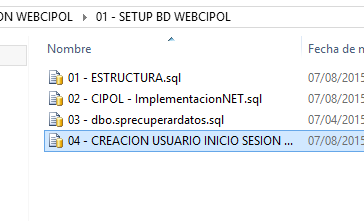 ON WEBCIPOL 01 - SETUP BD WEBCIPOL
Nombre Fecha de m
01 - ESTRUCTURA.sql 07/08/2015
02 - CIPOL - ImplementacionNET.sql 07/08/2015
03 - dbo.sprecuperardatos.sql 07/04/2015
04 - CREACION USUARIO INICIO SESION ... 07/08/2015